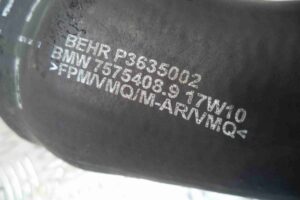 BEHR P3635002
BMW 7575408.9 17W10
>FPM/VMQ/M-AR/VMQ<